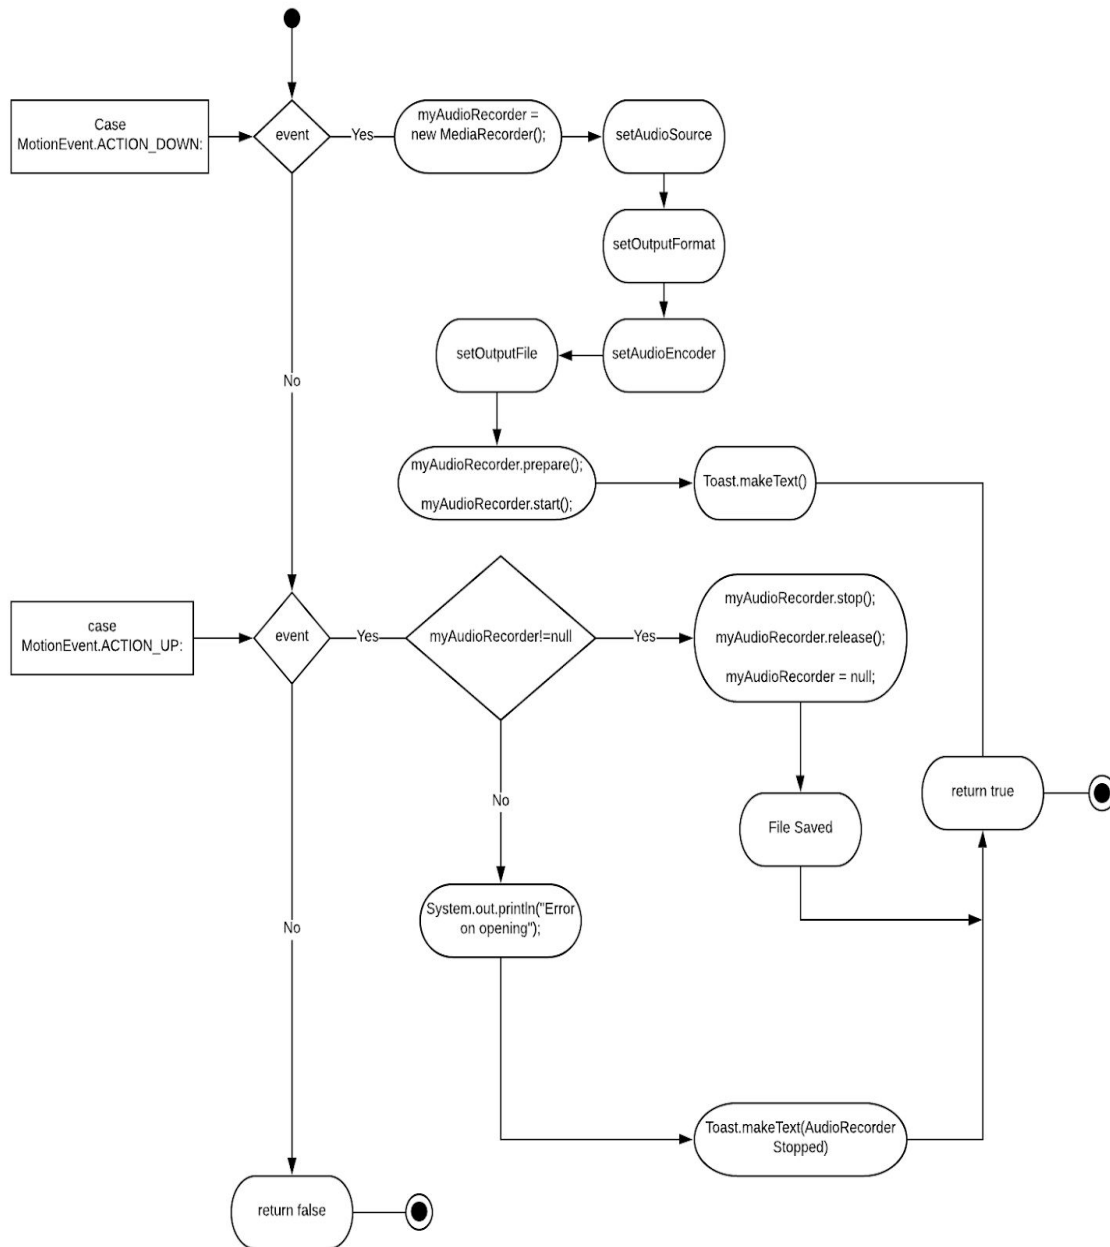 Case
MotionEvent.ACTION_DOWN:
event
Yes
myAudioRecorder =
new MediaRecorder();
setAudioSource
setOutputFormat
setAudioEncoder
setOutputFile
No
myAudioRecorder.prepare();
myAudioRecorder.start();
Toast.makeText()
case
MotionEvent.ACTION_UP:
event
Yes
myAudioRecorder!=null
Yes
myAudioRecorder.stop();
myAudioRecorder.release();
myAudioRecorder = null;
return true
File Saved
No
System.out.println("Error
on opening");
No
Toast.makeText(AudioRecorder
Stopped)
return false